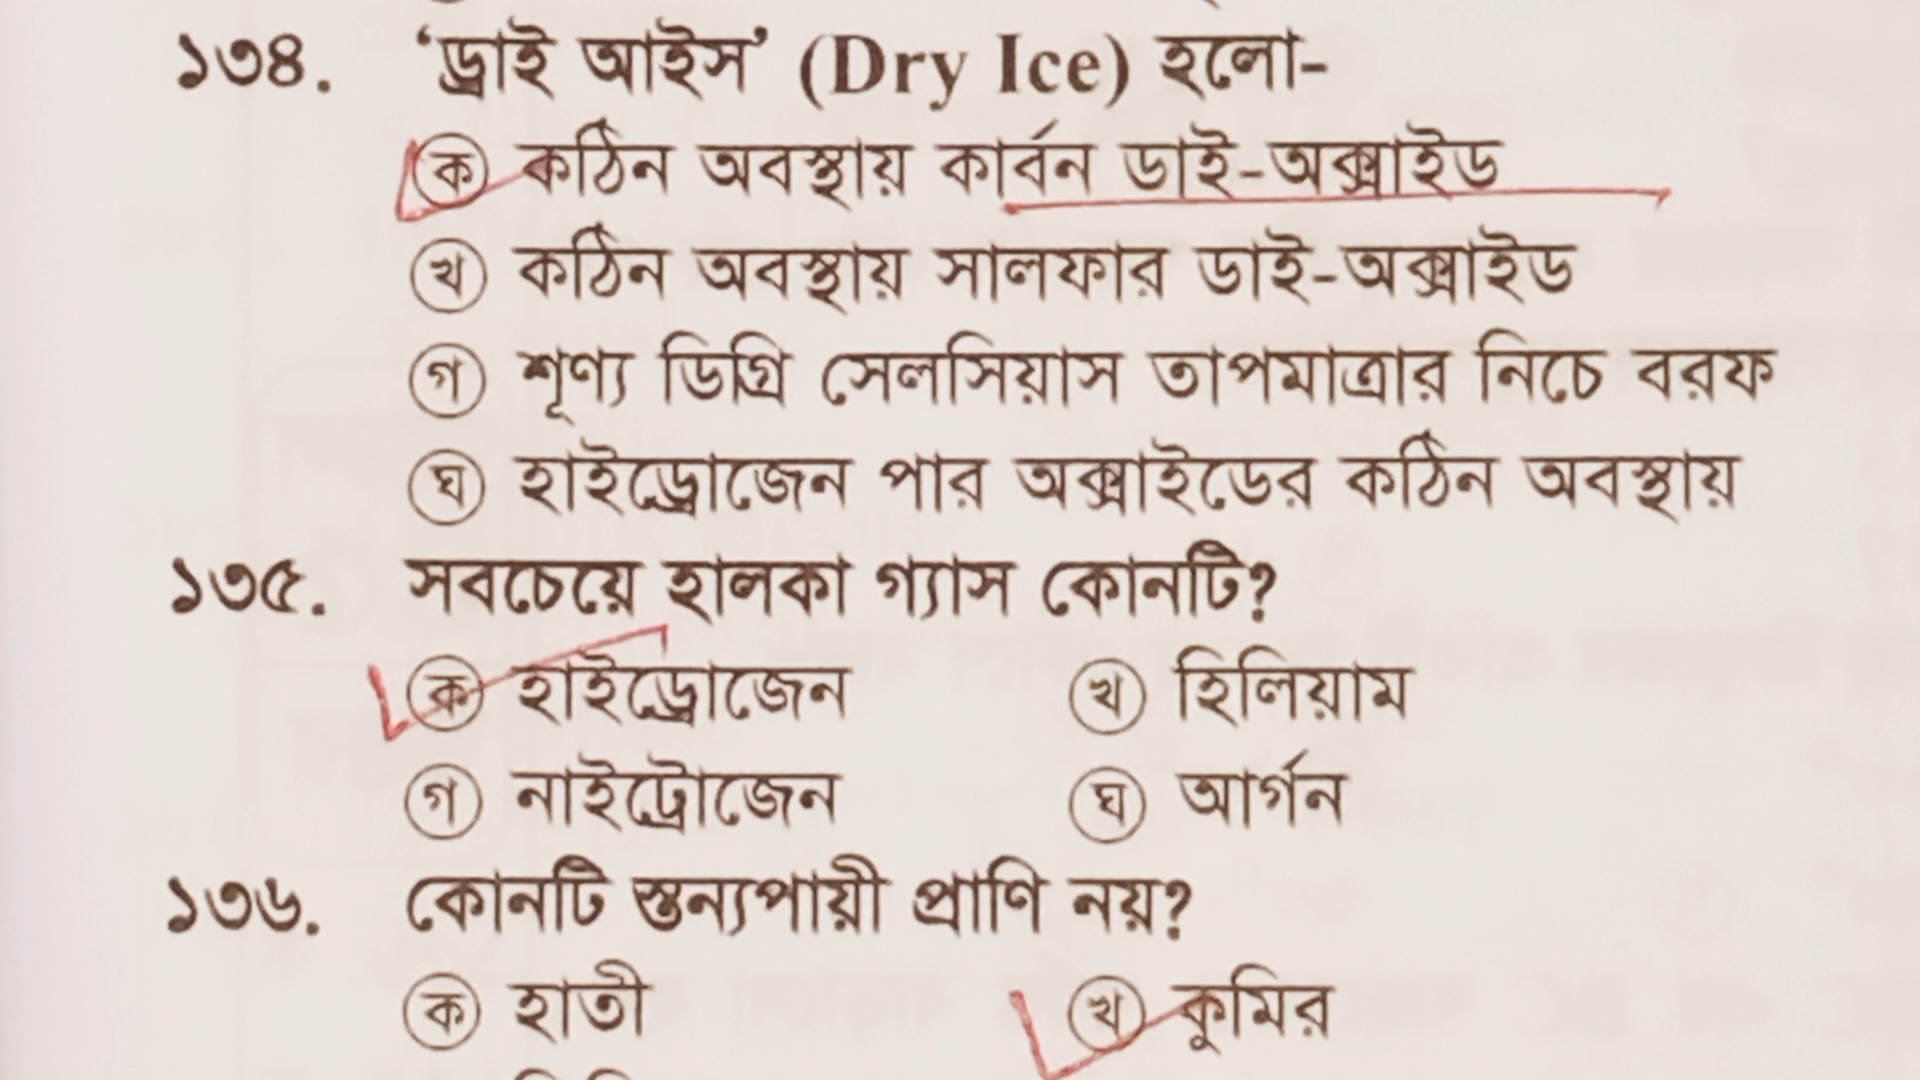 ১৩৪. ‘ড্রাই আইস’ (Dry Ice) হলো-
ক কঠিন অবস্থায় কার্বন ডাই-অক্সাইড
খ কঠিন অবস্থায় সালফার ডাই-অক্সাইড
গ শূণ্য ডিগ্রি সেলসিয়াস তাপমাত্রার নিচে বরফ
ঘ হাইড্রোজেন পার অক্সাইডের কঠিন অবস্থায়
১৩৫. সবচেয়ে হালকা গ্যাস কোনটি?
ক হাইড্রোজেন খ হিলিয়াম
গ নাইট্রোজেন ঘ আর্গন
১৩৬. কোনটি স্তন্যপায়ী প্রাণি নয়?
ক হাতী খ কুমির